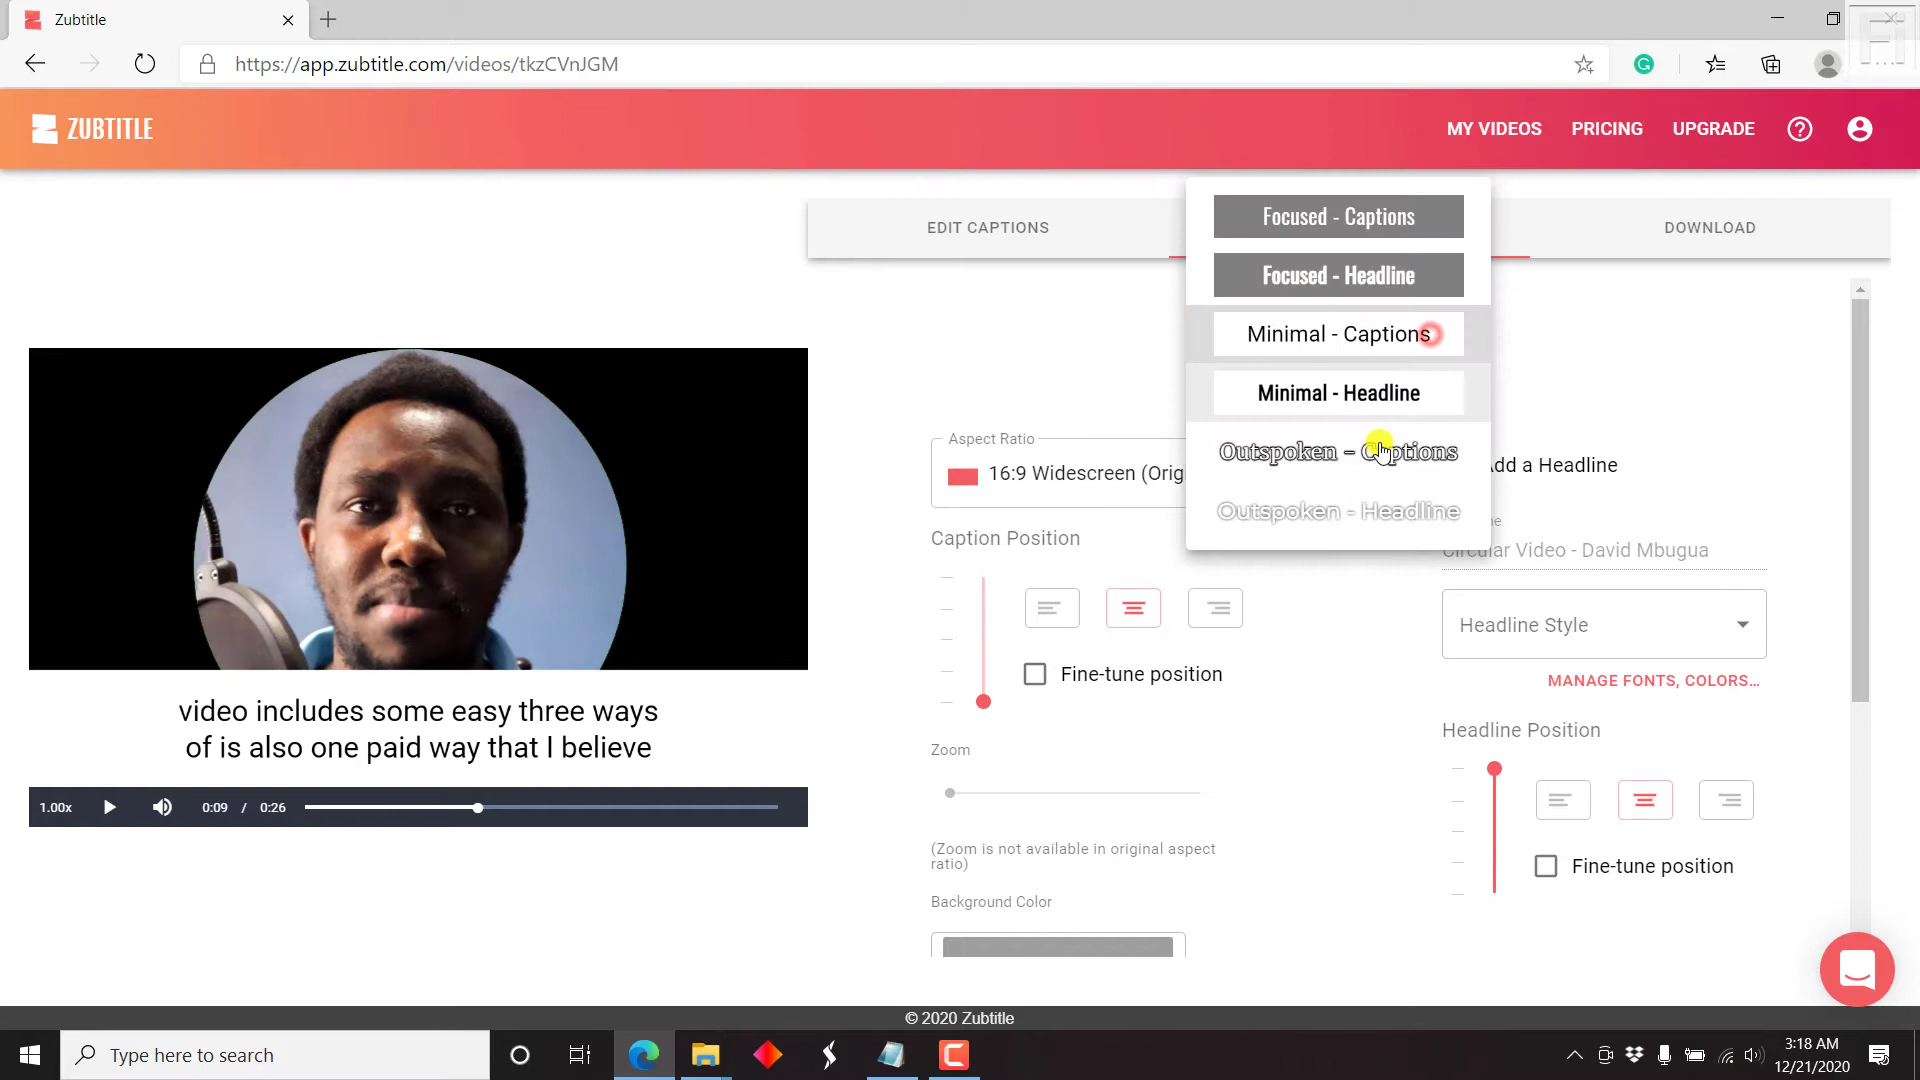 Zubtitle
https://app.zubtitle.com/videos/tkzCVnJGM
ZUBTITLE
MY VIDEOS
PRICING
UPGRADE
EDIT CAPTIONS
DOWNLOAD
Focused - Captions
Focused - Headline
Minimal - Captions
Minimal - Headline
Outspoken - Captions
Outspoken - Headline
Aspect Ratio
16:9 Widescreen (Orig
Add a Headline
Circular Video - David Mbugua
Caption Position
Fine-tune position
Headline Style
MANAGE FONTS, COLORS...
Headline Position
Fine-tune position
Zoom
(Zoom is not available in original aspect
ratio)
Background Color
video includes some easy three ways
of is also one paid way that I believe
1.00x
0:09 / 0:26
© 2020 Zubtitle
Type here to search
3:18 AM
12/21/2020